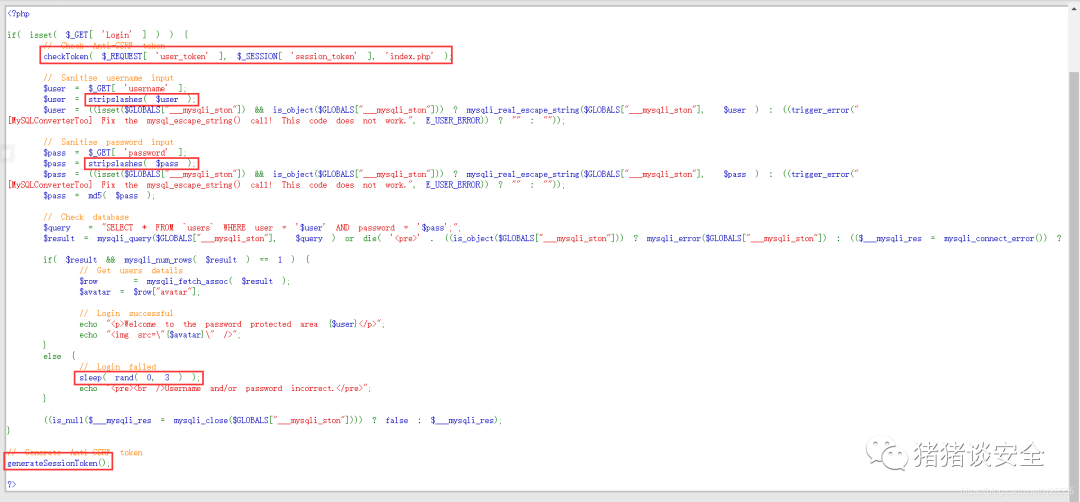 <?php
if( isset( $_GET[ 'Login' ] ) ) {
// Check Anti-CSRF token
checkToken( $_REQUEST[ 'user_token' ], $_SESSION[ 'session_token' ], 'index.php' );
// Sanitise username input
$user = $_GET[ 'username' ];
$user = stripslashes( $user );
$user = ((isset($GLOBALS["___mysqli_ston"]) && is_object($GLOBALS["___mysqli_ston"])) ? mysqli_real_escape_string($GLOBALS["___mysqli_ston"], $user ) : ((trigger_error("
[MySQLConverterToo] Fix the mysql_escape_string() call! This code does not work.", E_USER_ERROR)) ? "" : ""));
// Sanitise password input
$pass = $_GET[ 'password' ];
$pass = stripslashes( $pass );
$pass = ((isset($GLOBALS["___mysqli_ston"]) && is_object($GLOBALS["___mysqli_ston"])) ? mysqli_real_escape_string($GLOBALS["___mysqli_ston"], $pass ) : ((trigger_error("
[MySQLConverterToo] Fix the mysql_escape_string() call! This code does not work.", E_USER_ERROR)) ? "" : ""));
$pass = md5( $pass );
// Check database
$query = "SELECT * FROM `users` WHERE user = '$user' AND password = '$pass';";
$result = mysqli_query($GLOBALS["___mysqli_ston"], $query ) or die( '<pre>' . ((is_object($GLOBALS["___mysqli_ston"])) ? mysqli_error($GLOBALS["___mysqli_ston"]) : (($___mysqli_res = mysqli_connect_error()) ?
if( $result && mysqli_num_rows( $result ) == 1 ) {
// Get users details
$row = mysqli_fetch_assoc( $result );
$avatar = $row["avatar"];
// Login successful
echo "<p>Welcome to the password protected area {$user}</p>";
echo "<img src=\"{$avatar}\" />";
}
else {
// Login failed
sleep( rand( 0, 3 ) );
echo "<pre><br />Username and/or password incorrect.</pre>";
}
((is_null($___mysqli_res = mysqli_close($GLOBALS["___mysqli_ston"]))) ? false : $___mysqli_res);
}
// Generate Anti-CSRF token
generateSessionToken();
?>
猪猪谈安全